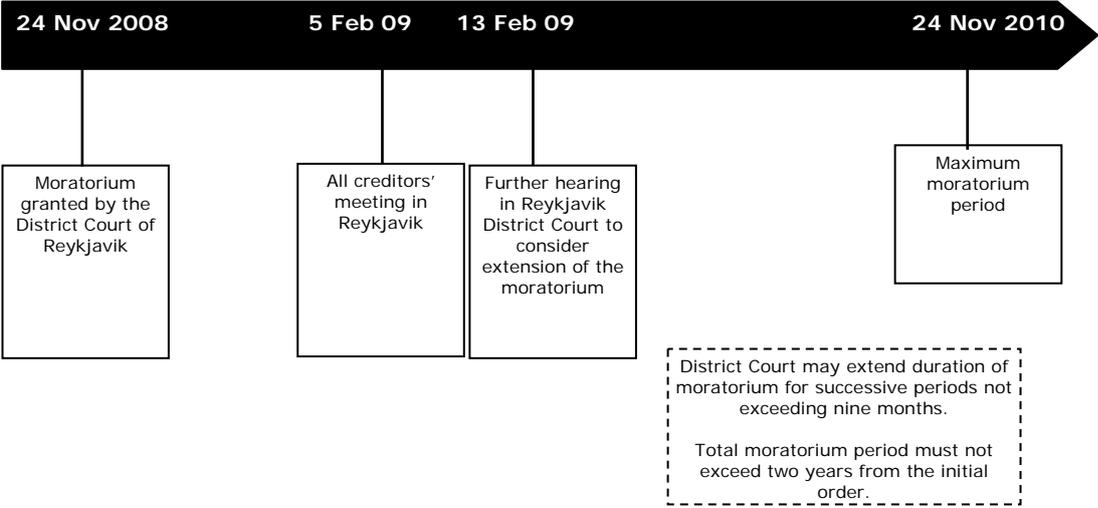 24 Nov 2008
5 Feb 09
13 Feb 09
24 Nov 2010
Moratorium
granted by the
District Court of
Reykjavik
All creditors’
meeting in
Reykjavik
Further hearing
in Reykjavik
District Court to
consider
extension of the
moratorium
Maximum
moratorium
period
District Court may extend duration of
moratorium for successive periods not
exceeding nine months.
Total moratorium period must not
exceed two years from the initial
order.